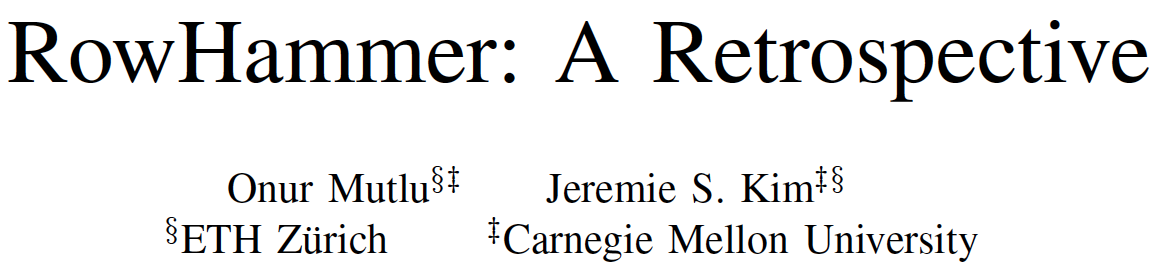 RowHammer: A Retrospective
Onur Mutlu§‡ Jeremie S. Kim‡§
§ETH Zürich ‡Carnegie Mellon University